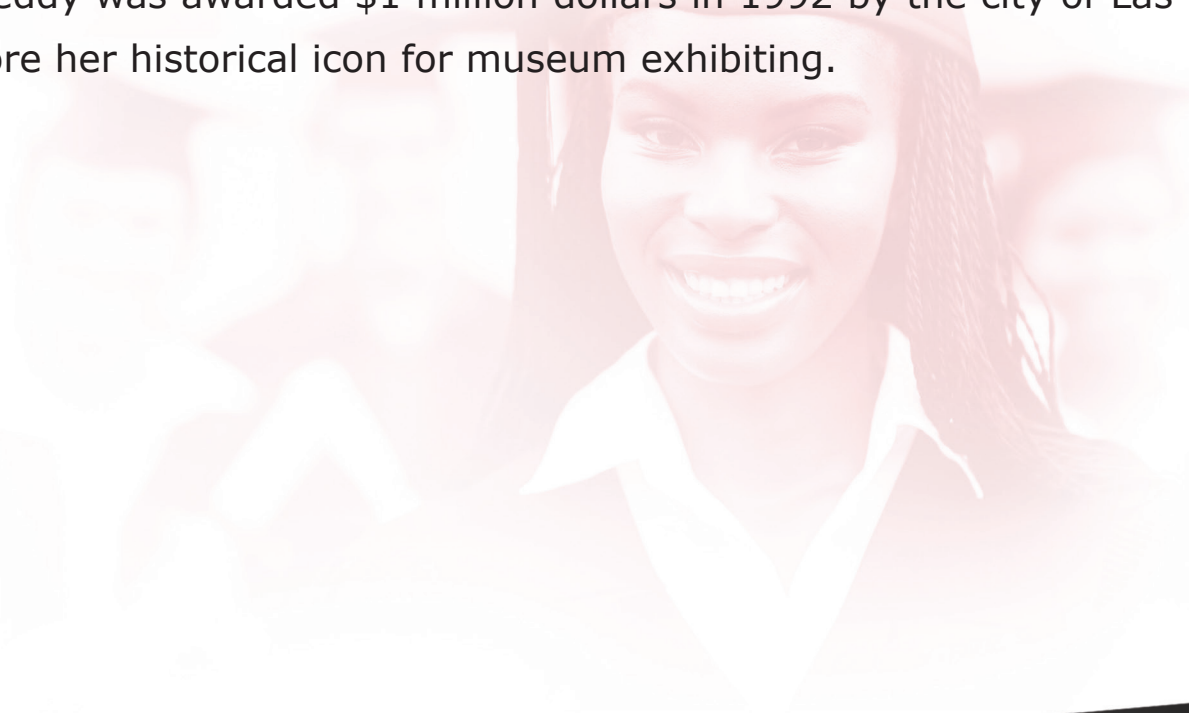 eddy was awarded $1 million dollars in 1992 by the city of Las
ore her historical icon for museum exhibiting.